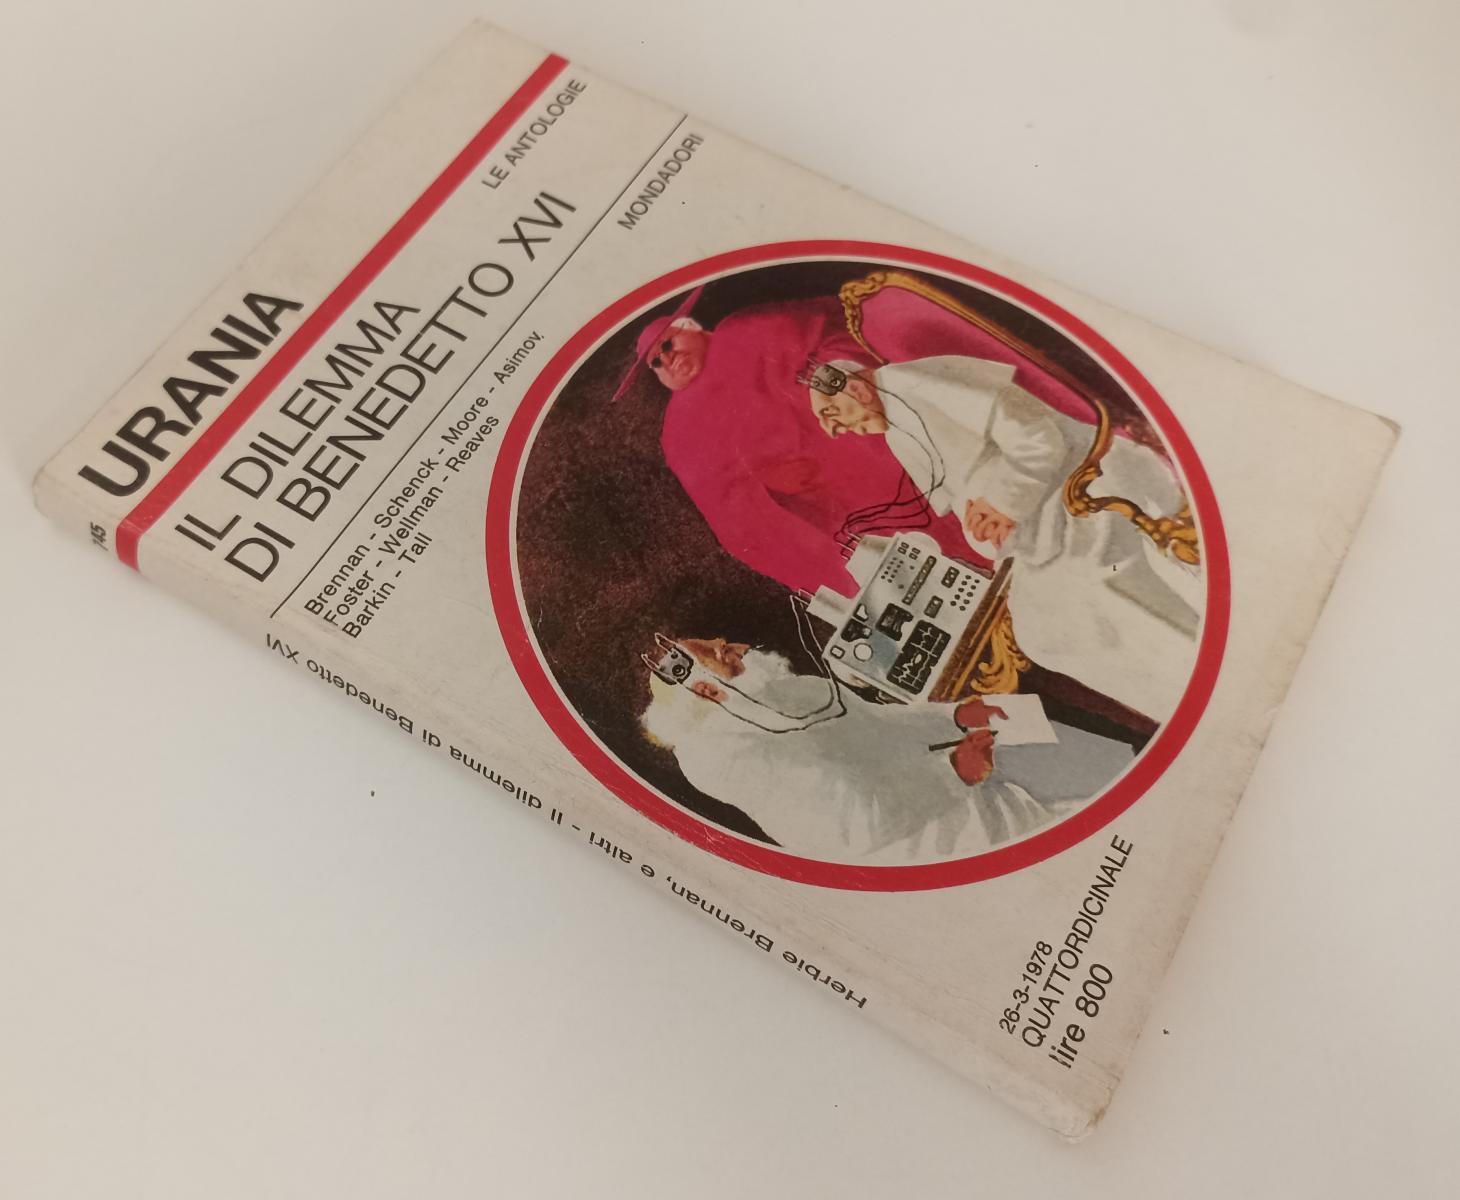 URANIA
LE ANTOLOGIE
IL DILEMMA
DI BENEDETTO XVI
MONDADORI
Brennan - Schenck - Moore - Asimov,
Foster - Wellman - Reaves
Barkin - Tall
26-3-1978
QUATTORDICINALE
lire 800
745
Herbie Brennan, e altri - Il dilemma di Benedetto XVI